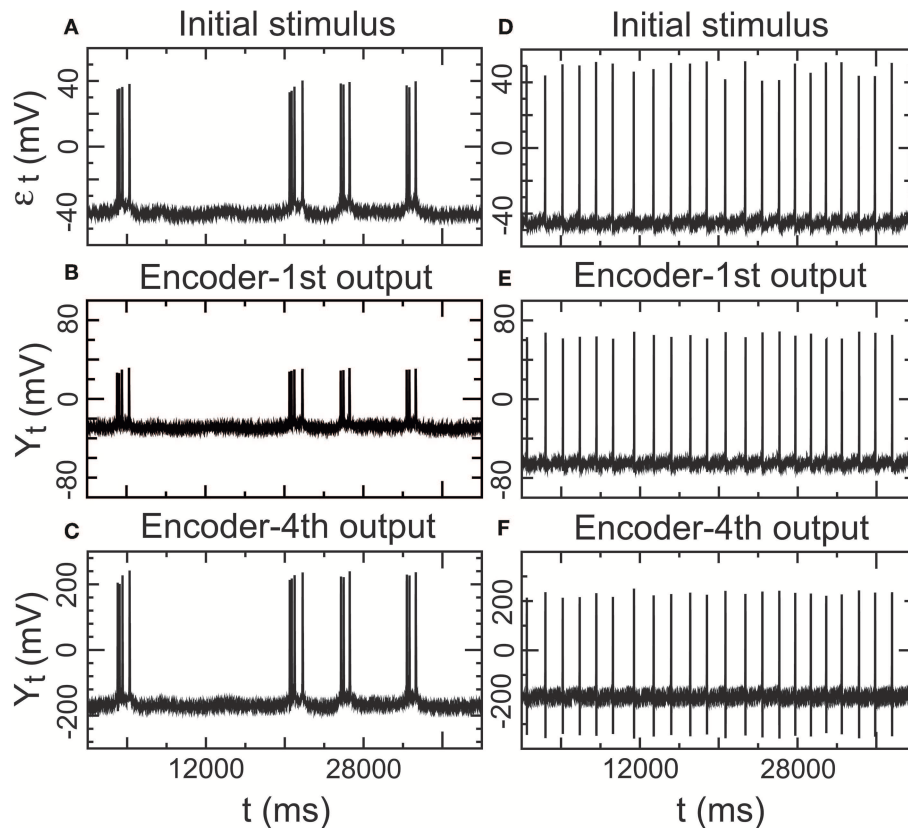 A Initial stimulus
40
0
-40
ε t (mV)
B Encoder-1st output
80
0
-80
Yt (mV)
C Encoder-4th output
200
0
-200
Yt (mV)
12000 28000
t (ms)
D Initial stimulus
40
0
-40
E Encoder-1st output
80
0
-80
F Encoder-4th output
200
0
-200
12000 28000
t (ms)